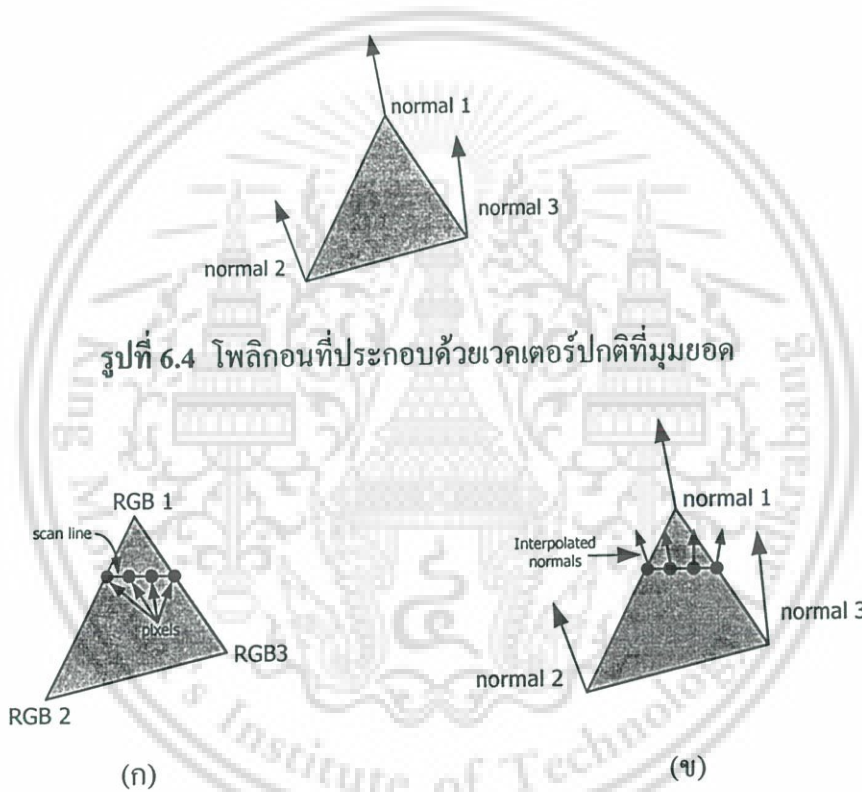 normal 1
normal 3
normal 2
รูปที่ 6.4 โพลิกอนที่ประกอบด้วยเวคเตอร์ปกติที่มุมยอด
RGB 1
scan line
pixels
RGB3
RGB 2
(ก)
normal 1
Interpolated
normals
normal 3
normal 2
(ข)
Institute of Technology